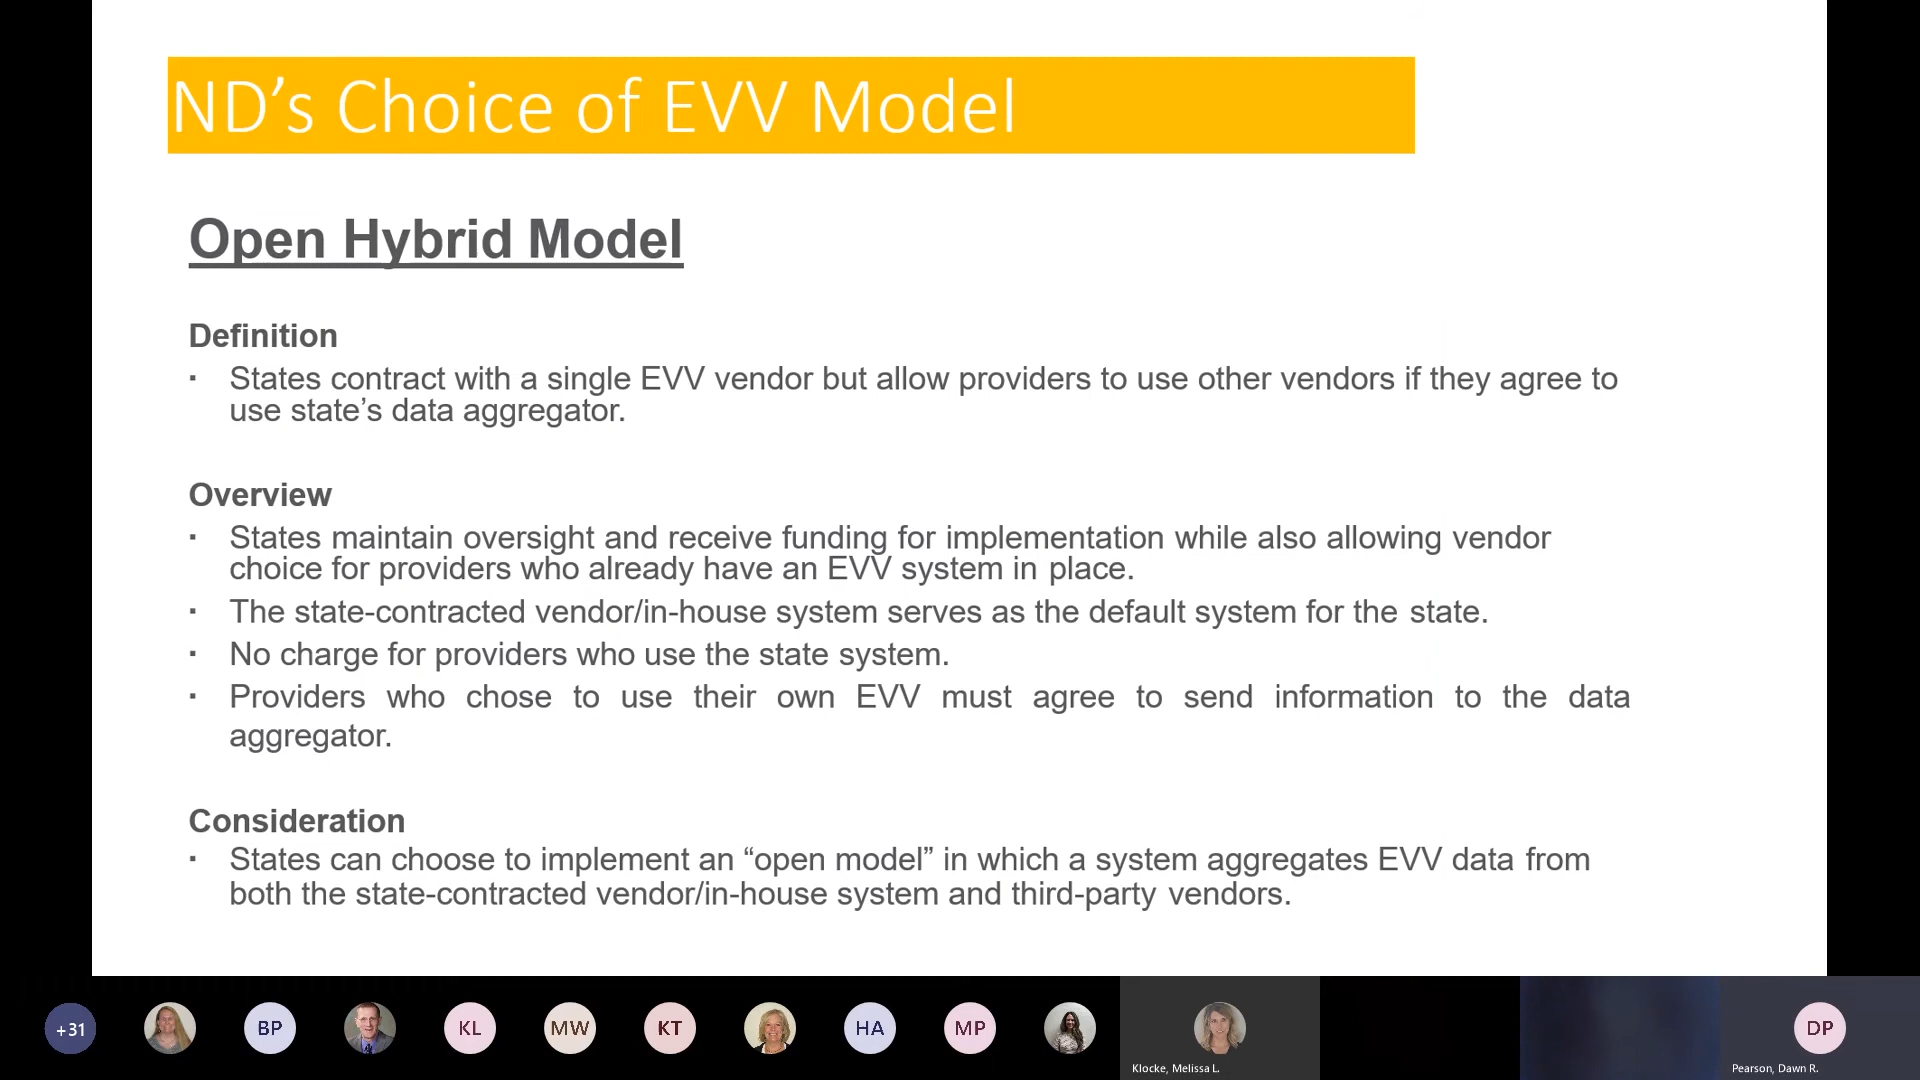 ND’s Choice of EVV Model
Open Hybrid Model
Definition
▪ States contract with a single EVV vendor but allow providers to use other vendors if they agree to
use state’s data aggregator.
Overview
▪ States maintain oversight and receive funding for implementation while also allowing vendor
choice for providers who already have an EVV system in place.
▪ The state-contracted vendor/in-house system serves as the default system for the state.
▪ No charge for providers who use the state system.
▪ Providers who chose to use their own EVV must agree to send information to the data
aggregator.
Consideration
▪ States can choose to implement an “open model” in which a system aggregates EVV data from
both the state-contracted vendor/in-house system and third-party vendors.
+31 BP KL MW KT HA MP DP
Klocke, Melissa L. Pearson, Dawn R.